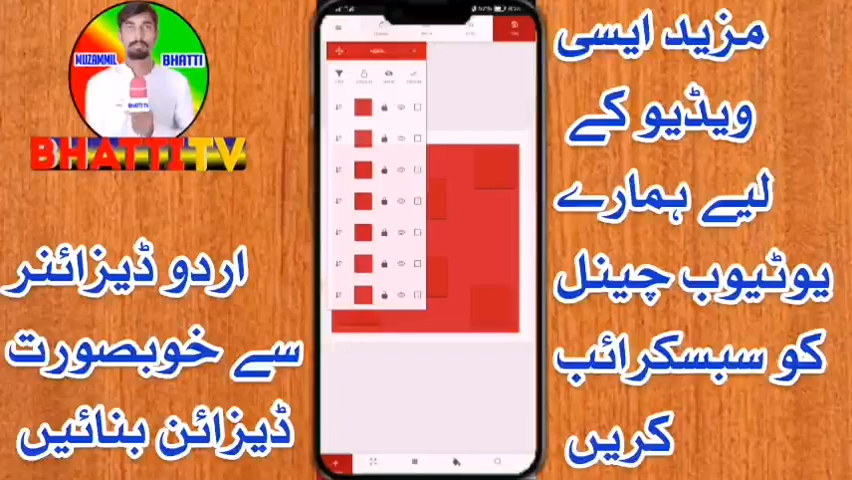 MUZAMMIL
BHATTI
BHATTI TV
BHATTI TV
اردو ڈیزائنر
سے خوبصورت
ڈیزائن بنائیں
مزید ایسی
ویڈیو کے
لیے ہمارے
یوٹیوب چینل
کو سبسکرائب
کریں